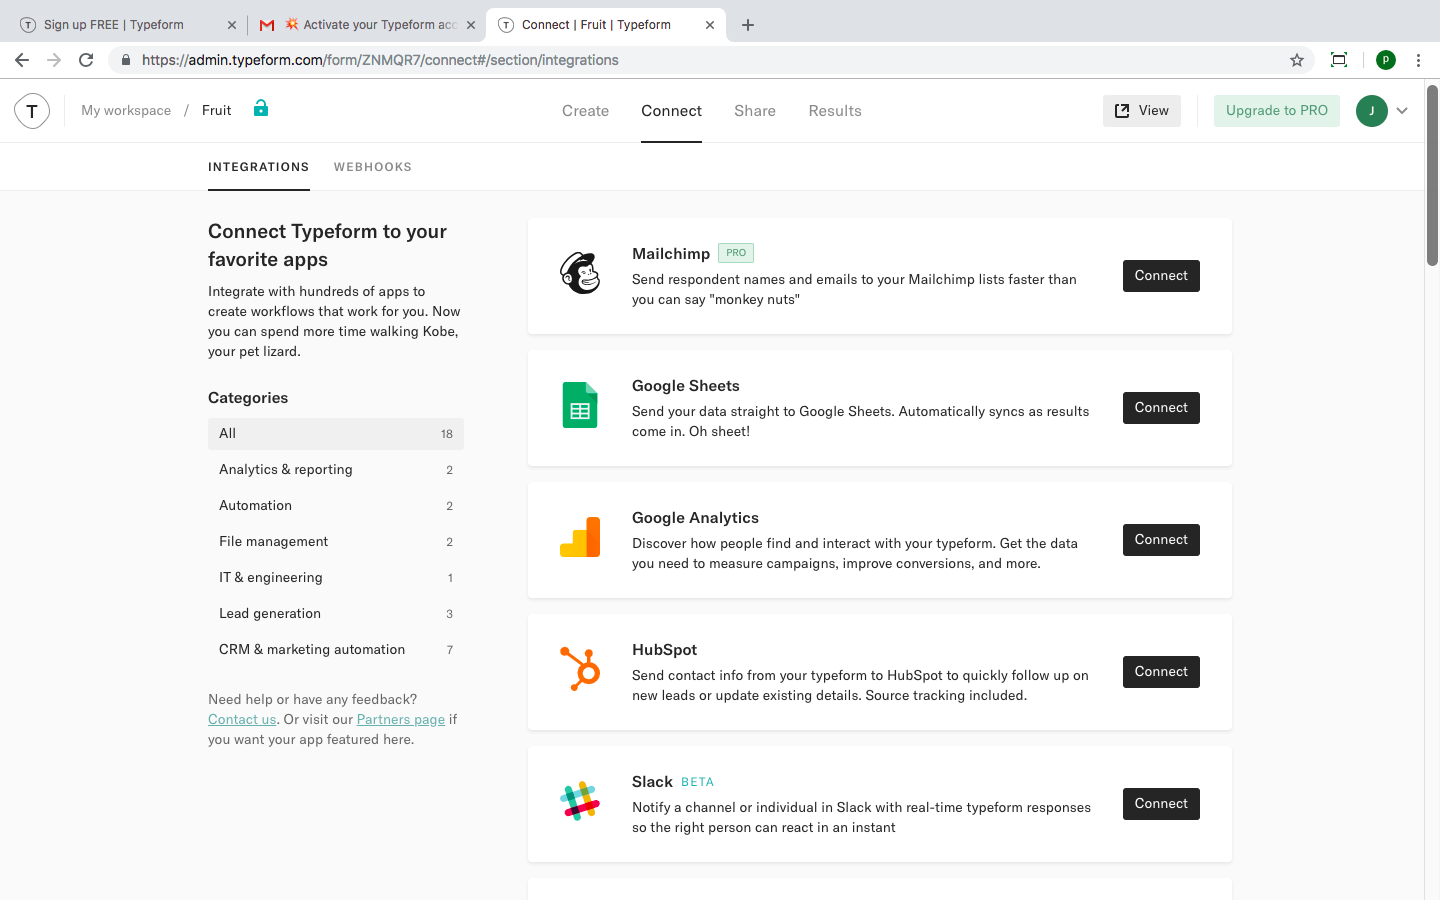 Sign up FREE | Typeform
Activate your Typeform acc
Connect | Fruit | Typeform
https://admin.typeform.com/form/ZNMQR7/connect#/section/integrations
p
T
My workspace / Fruit
Create
Connect
Share
Results
View
Upgrade to PRO
J
INTEGRATIONS
WEBHOOKS
Connect Typeform to your
favorite apps
Integrate with hundreds of apps to
create workflows that work for you. Now
you can spend more time walking Kobe,
your pet lizard.
Categories
All 18
Analytics & reporting 2
Automation 2
File management 2
IT & engineering 1
Lead generation 3
CRM & marketing automation 7
Need help or have any feedback?
Contact us. Or visit our Partners page if
you want your app featured here.
Mailchimp PRO
Send respondent names and emails to your Mailchimp lists faster than
you can say "monkey nuts"
Connect
Google Sheets
Send your data straight to Google Sheets. Automatically syncs as results
come in. Oh sheet!
Connect
Google Analytics
Discover how people find and interact with your typeform. Get the data
you need to measure campaigns, improve conversions, and more.
Connect
HubSpot
Send contact info from your typeform to HubSpot to quickly follow up on
new leads or update existing details. Source tracking included.
Connect
Slack BETA
Notify a channel or individual in Slack with real-time typeform responses
so the right person can react in an instant
Connect